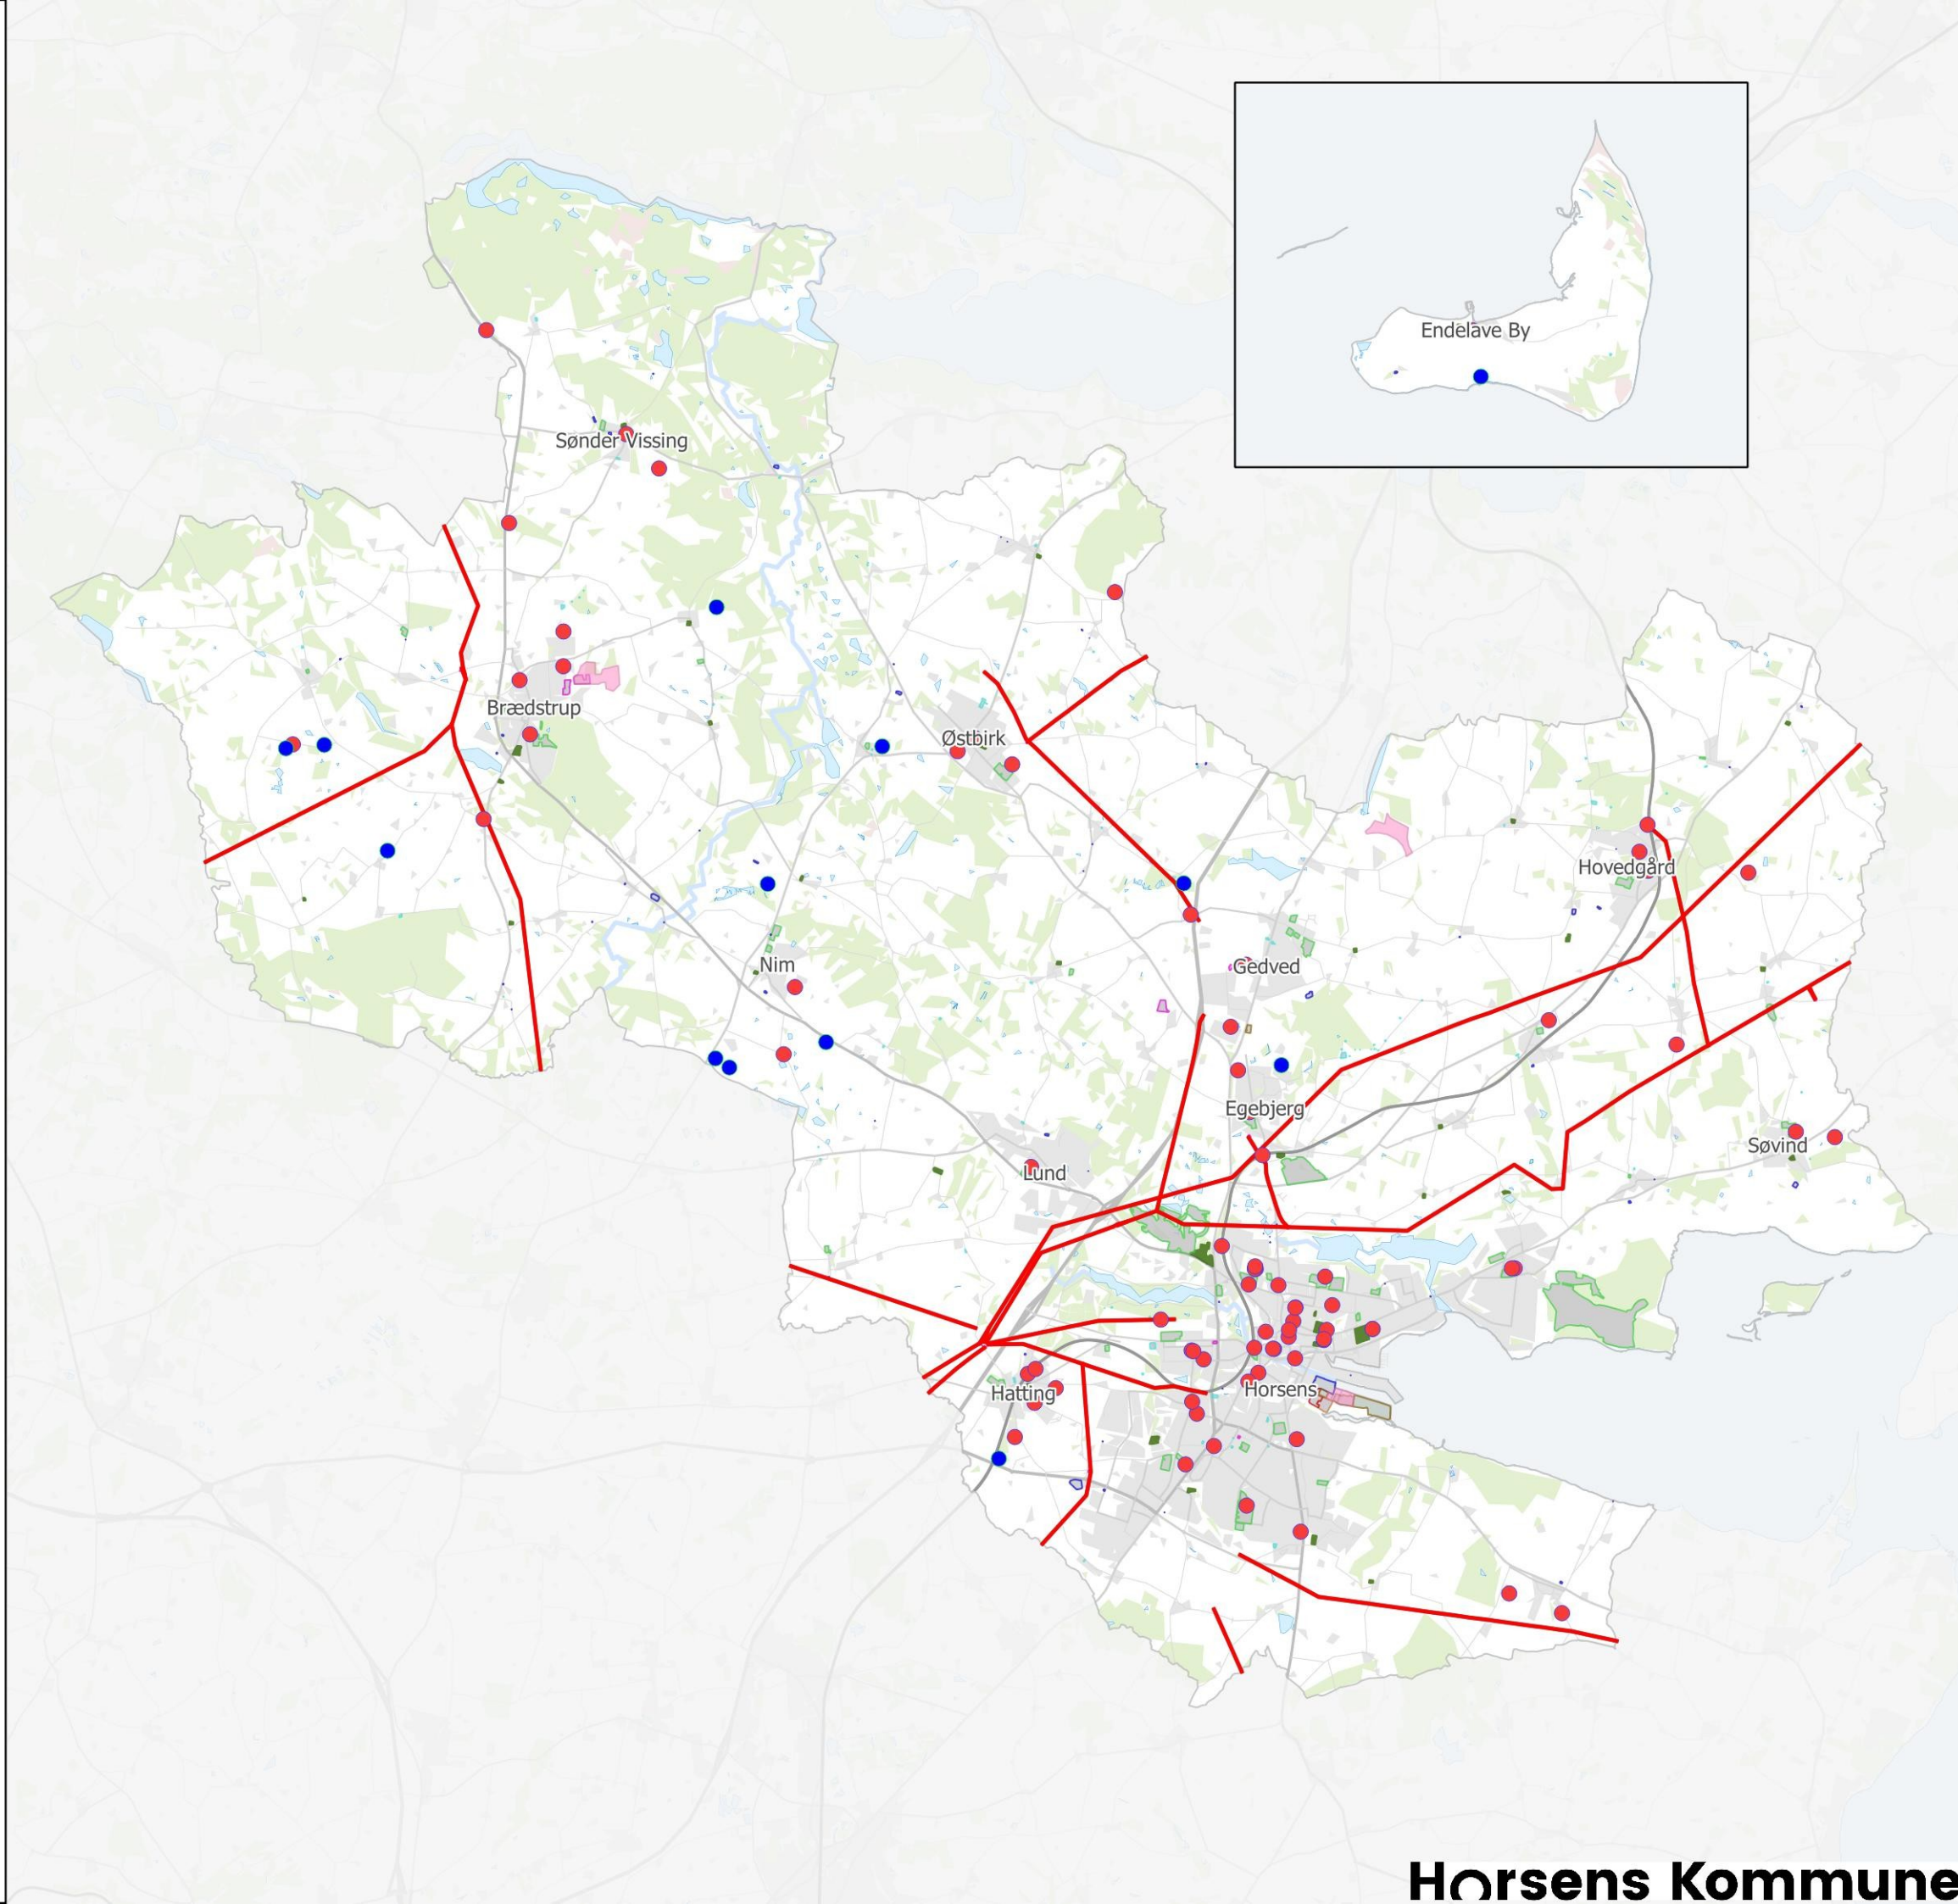 Endelave By
Sønder Vissing
Brædstrup
Østbirk
Hovedgård
Nim
Gedved
Egebjerg
Søvind
Lund
Horsens
Hatting
Horsens Kommune